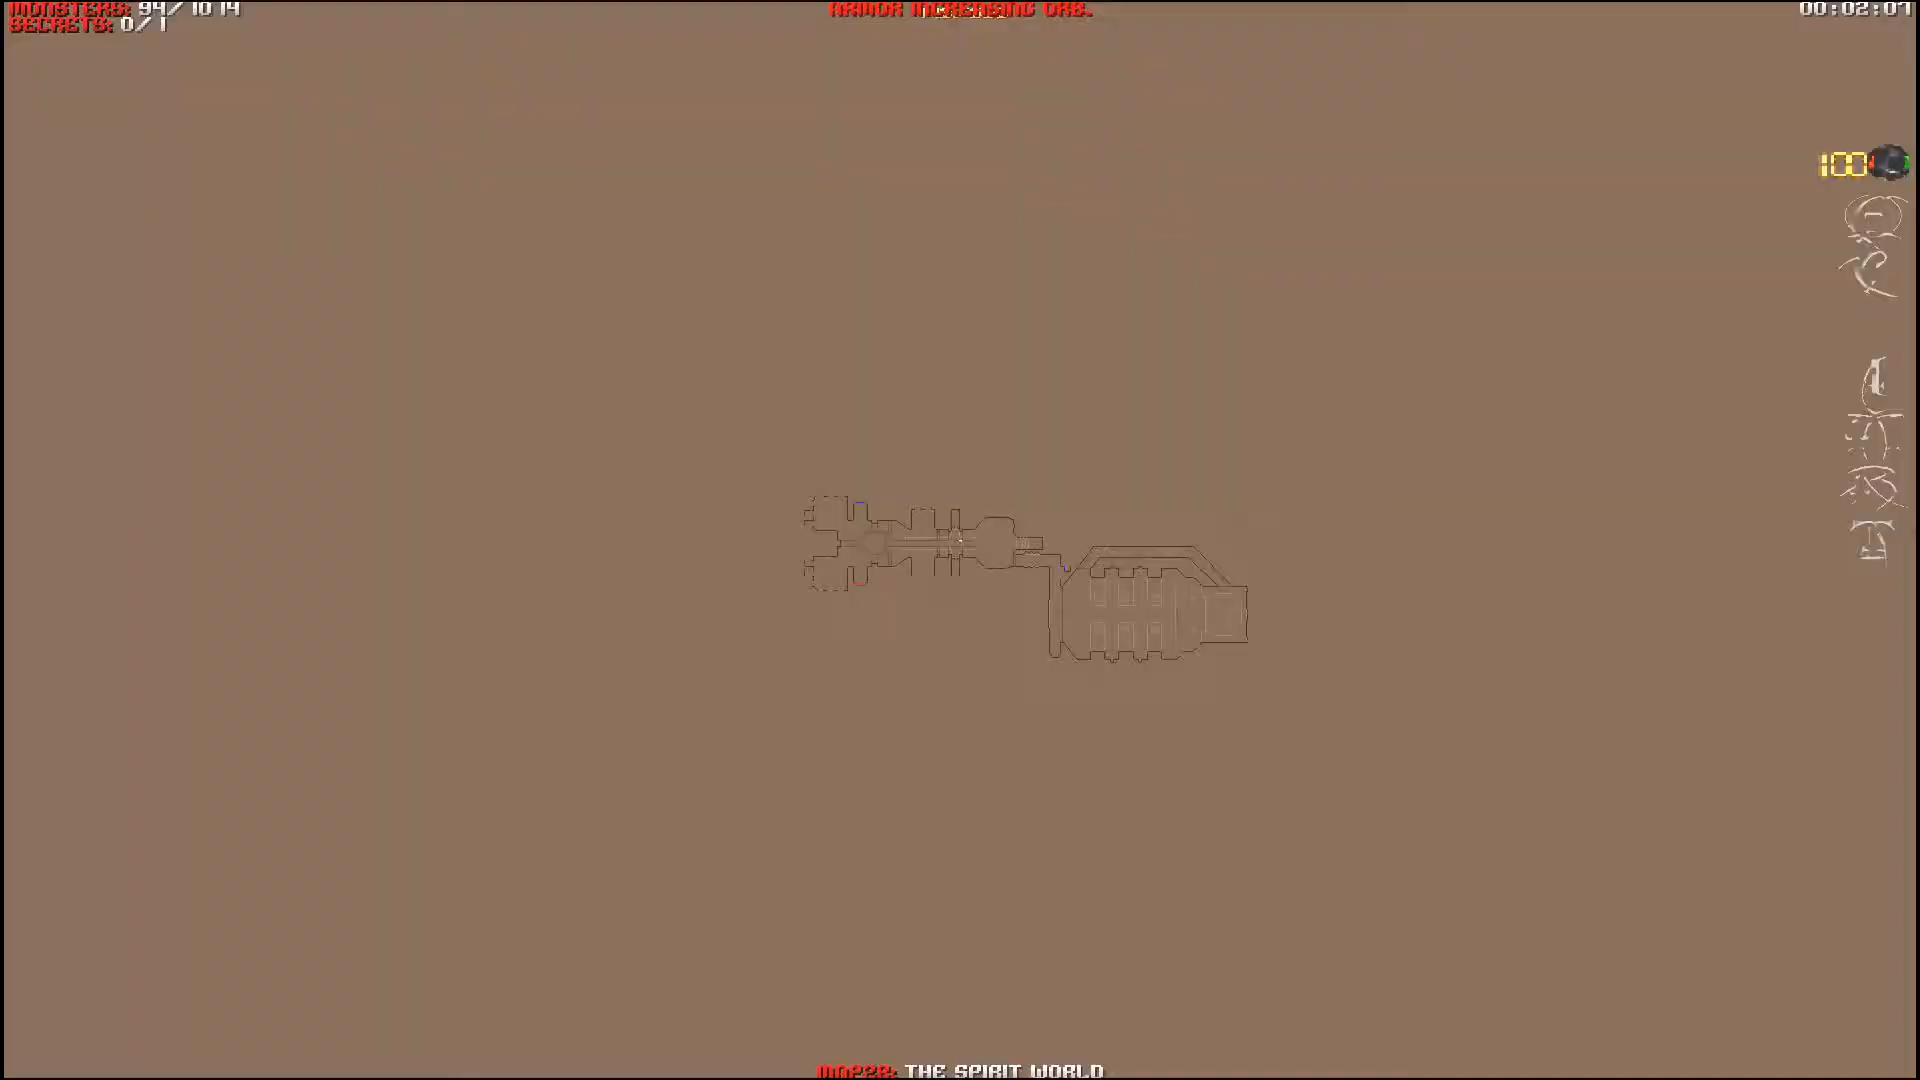 MONSTERS: 94/1014
SECRETS: 0/1
ARMOR INCREASING ORB.
00:02:07
100
MAP28: THE SPIRIT WORLD